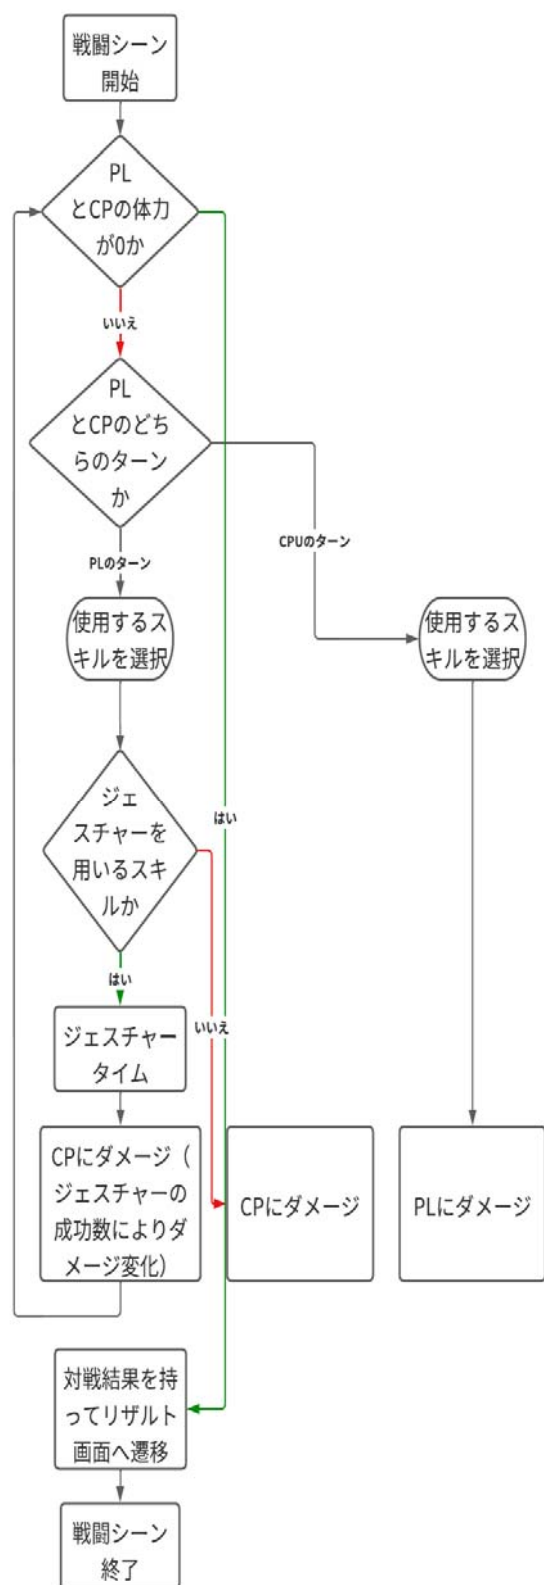 戦闘シーン
開始
PL
とCPの体力
が0か
いいえ
PL
とCPのどち
らのターン
か
CPUのターン
PLのターン
使用するス
キルを選択
使用するス
キルを選択
ジェ
スチャーを
用いるスキ
ルか
はい
はい
いいえ
ジェスチャー
タイム
CPにダメージ（
ジェスチャーの
成功数によりダ
メージ変化）
CPにダメージ
PLにダメージ
対戦結果を持
ってリザルト
画面へ遷移
戦闘シーン
終了